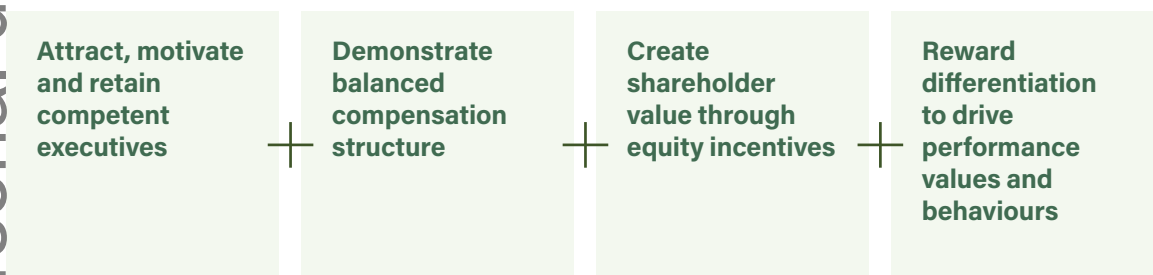 Attract, motivate
and retain
competent
executives
Demonstrate
balanced
compensation
structure
Create
shareholder
value through
equity incentives
Reward
differentiation
to drive
performance
values and
behaviours